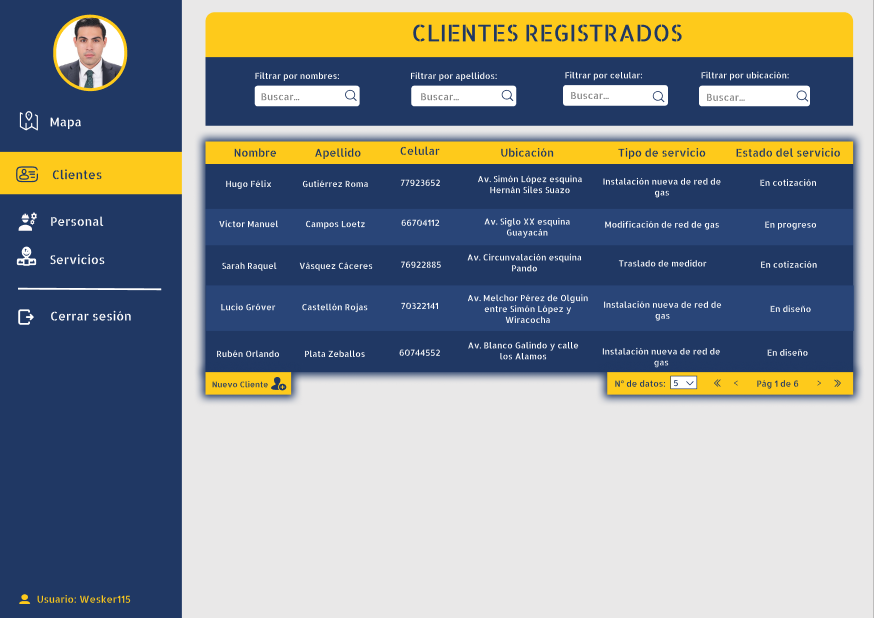 CLIENTES REGISTRADOS
Filtrar por nombres:
Filtrar por apellidos:
Filtrar por celular:
Filtrar por ubicación:
Buscar...
Buscar...
Buscar...
Buscar...
Mapa
Clientes
Personal
Servicios
Cerrar sesión
Nombre Apellido Celular Ubicación Tipo de servicio Estado del servicio
Hugo Félix Gutiérrez Roma 77923652 Av. Simón López esquina
Hernán Siles Suazo
Instalación nueva de red de
gas
En cotización
Víctor Manuel Campos Loetz 66704112 Av. Siglo XX esquina
Guayacán
Modificación de red de gas
En progreso
Sarah Raquel Vásquez Cáceres 76922885 Av. Circunvalación esquina
Pando
Traslado de medidor
En cotización
Lucio Gróver Castellón Rojas 70322141 Av. Melchor Pérez de Olguin
entre Simón López y
Wiracocha
Instalación nueva de red de
gas
En diseño
Rubén Orlando Plata Zeballos 60744552 Av. Blanco Galindo y calle
los Alamos
Instalación nueva de red de
gas
En diseño
Nuevo Cliente
N° de datos: 5
« < Pág 1 de 6 > »
Usuario: Wesker115